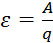 ε = A/q